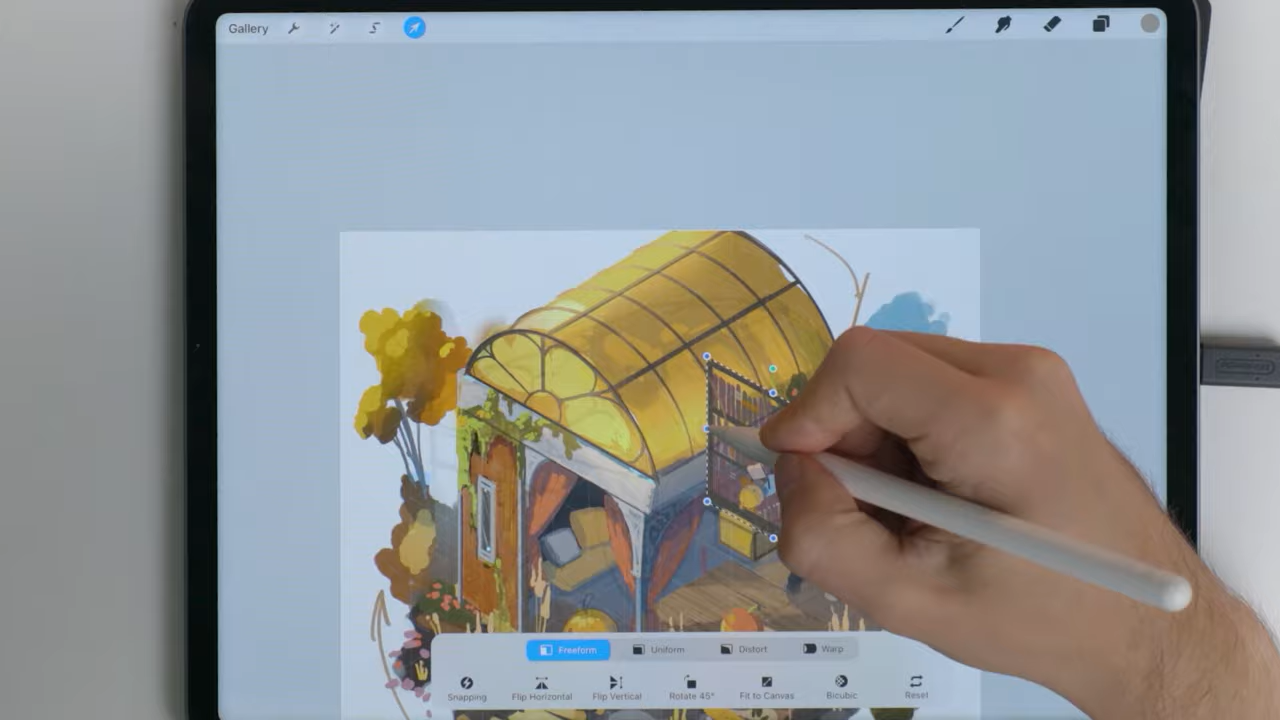 Gallery
Freeform Uniform Distort Warp
Snapping Flip Horizontal Flip Vertical Rotate 45° Fit to Canvas Bicubic Reset